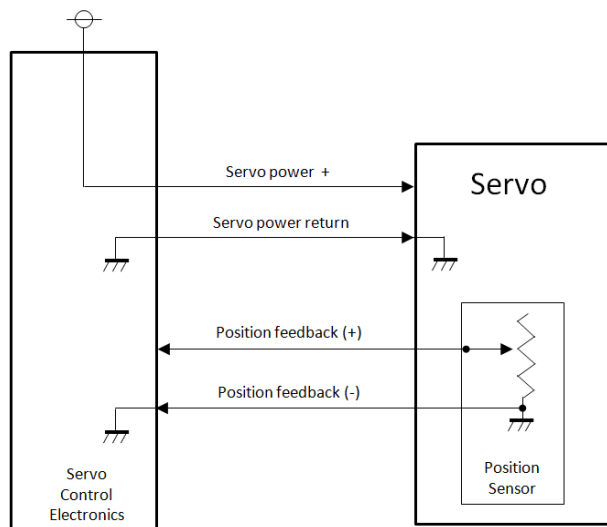 Servo power +
Servo
Servo power return
Position feedback (+)
Position feedback (-)
Servo
Control
Electronics
Position
Sensor